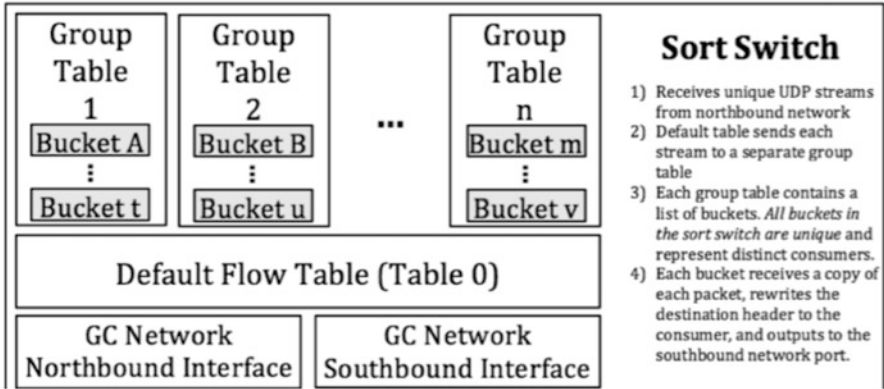 Group
Table
1
Bucket A
⋮
Bucket t
Group
Table
2
Bucket B
⋮
Bucket u
...
Group
Table
n
Bucket m
⋮
Bucket v
Default Flow Table (Table 0)
GC Network
Northbound Interface
GC Network
Southbound Interface
Sort Switch
1) Receives unique UDP streams
from northbound network
2) Default table sends each
stream to a separate group
table
3) Each group table contains a
list of buckets. All buckets in
the sort switch are unique and
represent distinct consumers.
4) Each bucket receives a copy of
each packet, rewrites the
destination header to the
consumer, and outputs to the
southbound network port.